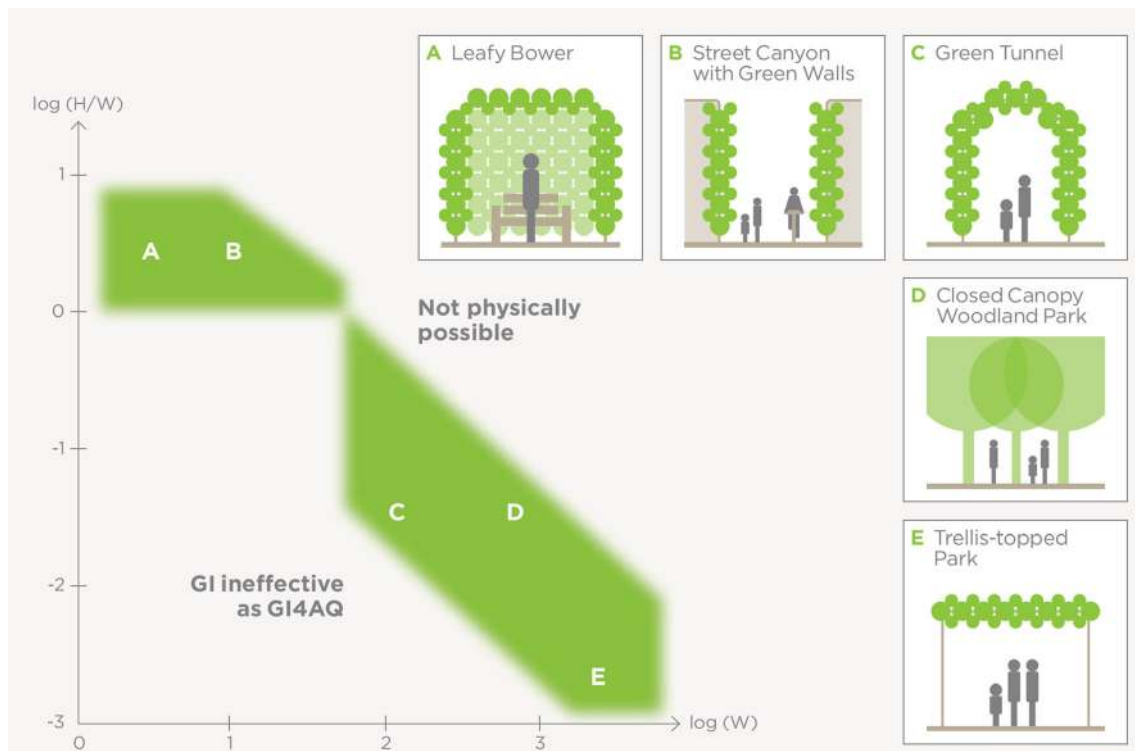 A Leafy Bower
B Street Canyon
with Green Walls
C Green Tunnel
log (H/W)
1
A
B
0
Not physically
possible
D Closed Canopy
Woodland Park
-1
C
D
-2
GI ineffective
as GI4AQ
E Trellis-topped
Park
E
-3
log (W)
0
1
2
3